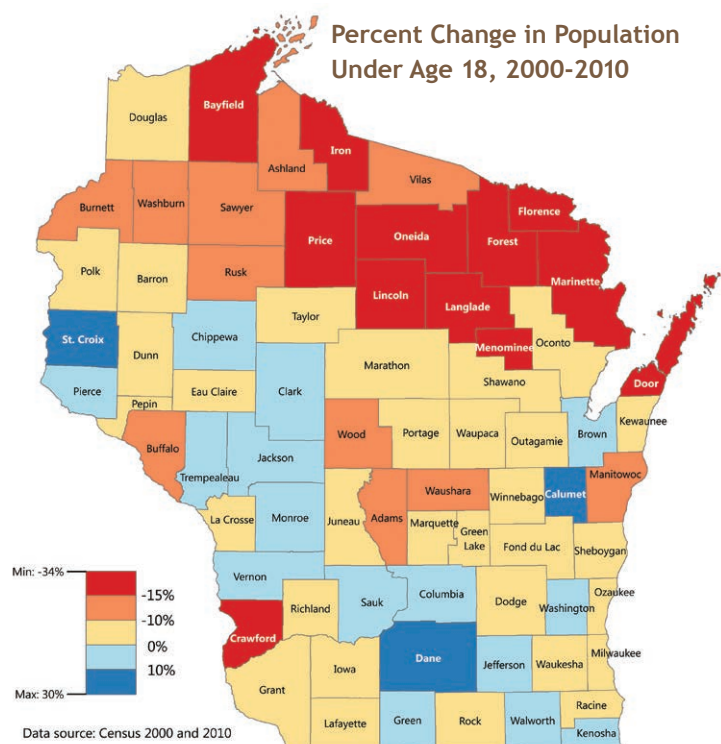 Percent Change in Population
Under Age 18, 2000-2010
Douglas
Bayfield
Iron
Ashland
Vilas
Burnett
Washburn
Sawyer
Florence
Price
Oneida
Forest
Polk
Barron
Rusk
Marinette
Lincoln
Langlade
Taylor
St. Croix
Chippewa
Menominee
Oconto
Dunn
Marathon
Shawano
Door
Pierce
Clark
Eau Claire
Pepin
Kewaunee
Buffalo
Wood
Portage
Waupaca
Outagamie
Brown
Jackson
Trempealeau
Manitowoc
Waushara
Calumet
Winnebago
La Crosse
Monroe
Juneau
Adams
Marquette
Green
Lake
Fond du Lac
Sheboygan
Min: -34%
-15%
-10%
0%
10%
Max: 30%
Vernon
Richland
Sauk
Columbia
Dodge
Washington
Ozaukee
Crawford
Dane
Jefferson
Waukesha
Milwaukee
Iowa
Grant
Lafayette
Green
Rock
Walworth
Racine
Kenosha
Data source: Census 2000 and 2010